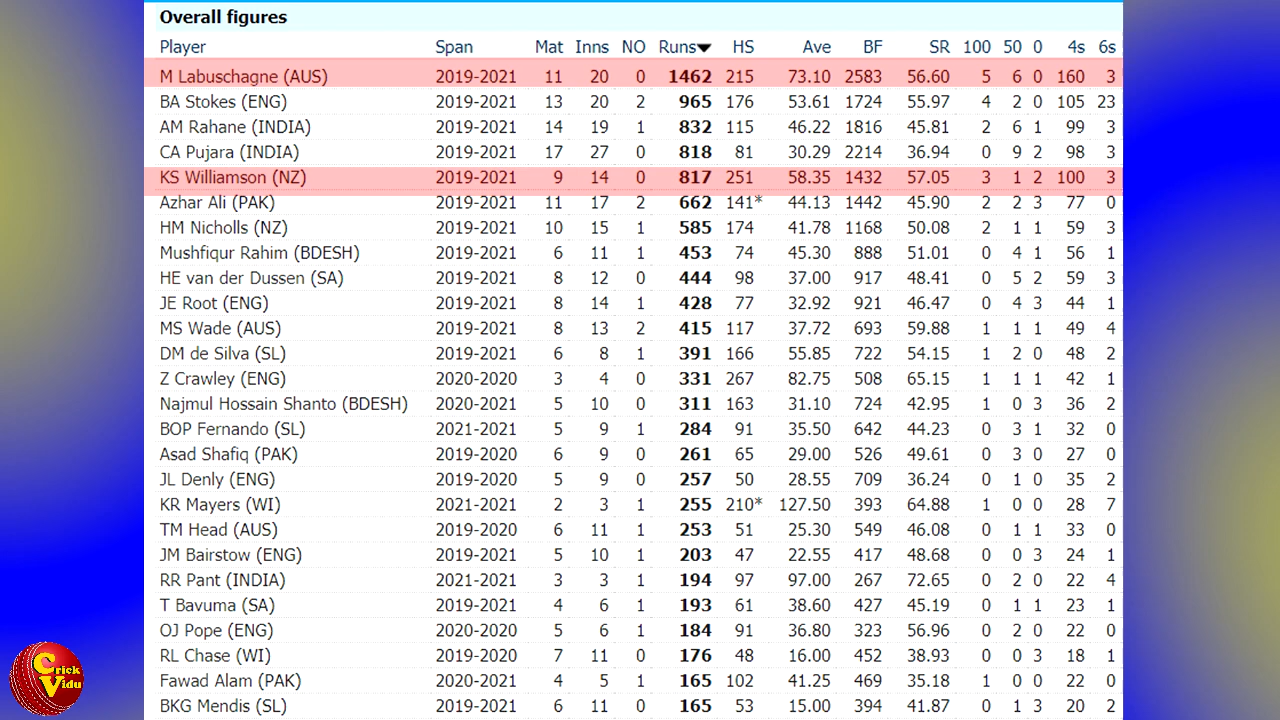 Overall figures
Player Span Mat Inns NO Runs▼ HS Ave BF SR 100 50 0 4s 6s
M Labuschagne (AUS) 2019-2021 11 20 0 1462 215 73.10 2583 56.60 5 6 0 160 3
BA Stokes (ENG) 2019-2021 13 20 2 965 176 53.61 1724 55.97 4 2 0 105 23
AM Rahane (INDIA) 2019-2021 14 19 1 832 115 46.22 1816 45.81 2 6 1 99 3
CA Pujara (INDIA) 2019-2021 17 27 0 818 81 30.29 2214 36.94 0 9 2 98 3
KS Williamson (NZ) 2019-2021 9 14 0 817 251 58.35 1432 57.05 3 1 2 100 3
Azhar Ali (PAK) 2019-2021 11 17 2 662 141* 44.13 1442 45.90 2 2 3 77 0
HM Nicholls (NZ) 2019-2021 10 15 1 585 174 41.78 1168 50.08 2 1 1 59 3
Mushfiqur Rahim (BDESH) 2019-2021 6 11 1 453 74 45.30 888 51.01 0 4 1 56 1
HE van der Dussen (SA) 2019-2021 8 12 0 444 98 37.00 917 48.41 0 5 2 59 3
JE Root (ENG) 2019-2021 8 14 1 428 77 32.92 921 46.47 0 4 3 44 1
MS Wade (AUS) 2019-2021 8 13 2 415 117 37.72 693 59.88 1 1 1 49 4
DM de Silva (SL) 2019-2021 6 8 1 391 166 55.85 722 54.15 1 2 0 48 2
Z Crawley (ENG) 2020-2020 3 4 0 331 267 82.75 508 65.15 1 1 1 42 1
Najmul Hossain Shanto (BDESH) 2020-2021 5 10 0 311 163 31.10 724 42.95 1 0 3 36 2
BOP Fernando (SL) 2021-2021 5 9 1 284 91 35.50 642 44.23 0 3 1 32 0
Asad Shafiq (PAK) 2019-2020 6 9 0 261 65 29.00 526 49.61 0 3 0 27 0
JL Denly (ENG) 2019-2020 5 9 0 257 50 28.55 709 36.24 0 1 0 35 2
KR Mayers (WI) 2021-2021 2 3 1 255 210* 127.50 393 64.88 1 0 0 28 7
TM Head (AUS) 2019-2020 6 11 1 253 51 25.30 549 46.08 0 1 1 33 0
JM Bairstow (ENG) 2019-2021 5 10 1 203 47 22.55 417 48.68 0 0 3 24 1
RR Pant (INDIA) 2021-2021 3 3 1 194 97 97.00 267 72.65 0 2 0 22 4
T Bavuma (SA) 2019-2021 4 6 1 193 61 38.60 427 45.19 0 1 1 23 1
OJ Pope (ENG) 2020-2020 5 6 1 184 91 36.80 323 56.96 0 2 0 22 0
RL Chase (WI) 2019-2020 7 11 0 176 48 16.00 452 38.93 0 0 3 18 1
Fawad Alam (PAK) 2020-2021 4 5 1 165 102 41.25 469 35.18 1 0 0 22 0
BKG Mendis (SL) 2019-2021 6 11 0 165 53 15.00 394 41.87 0 1 3 20 2
Crick
Vidu